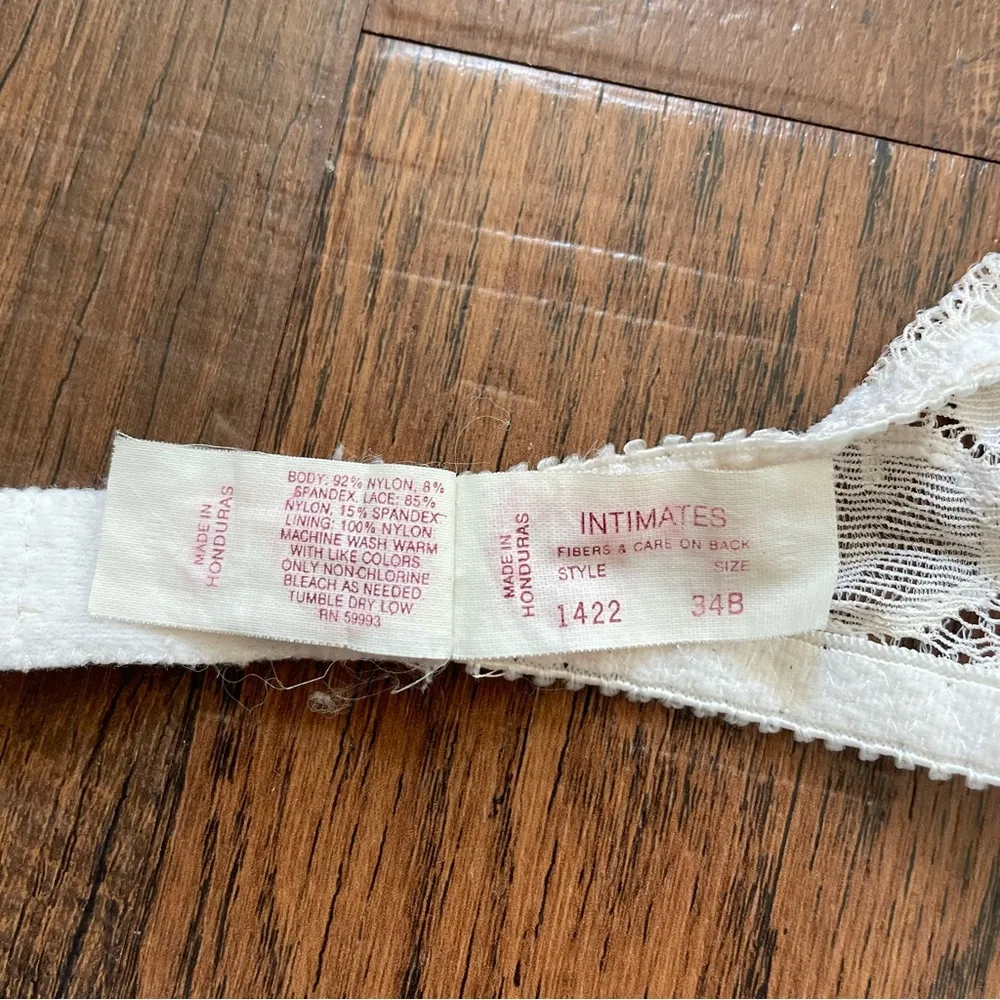 MADE IN
HONDURAS
BODY: 92% NYLON, 8%
SPANDEX. LACE: 85%
NYLON, 15% SPANDEX
LINING: 100% NYLON
MACHINE WASH WARM
WITH LIKE COLORS
ONLY NON-CHLORINE
BLEACH AS NEEDED
TUMBLE DRY LOW
RN 59993
MADE IN
HONDURAS
INTIMATES
FIBERS & CARE ON BACK
STYLE SIZE
1422 34B